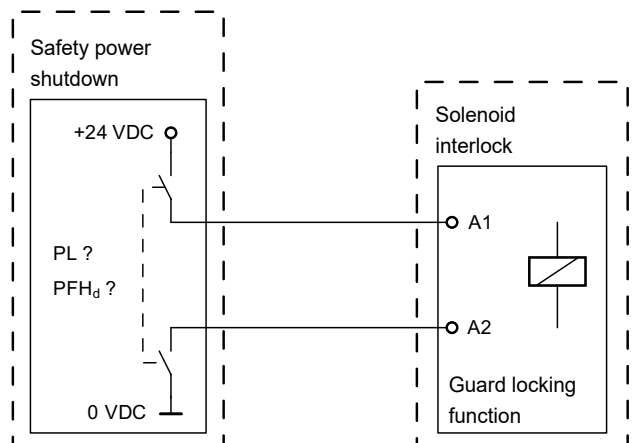 Safety power
shutdown
+24 VDC
PL ?
PFHd ?
0 VDC
Solenoid
interlock
A1
A2
Guard locking
function